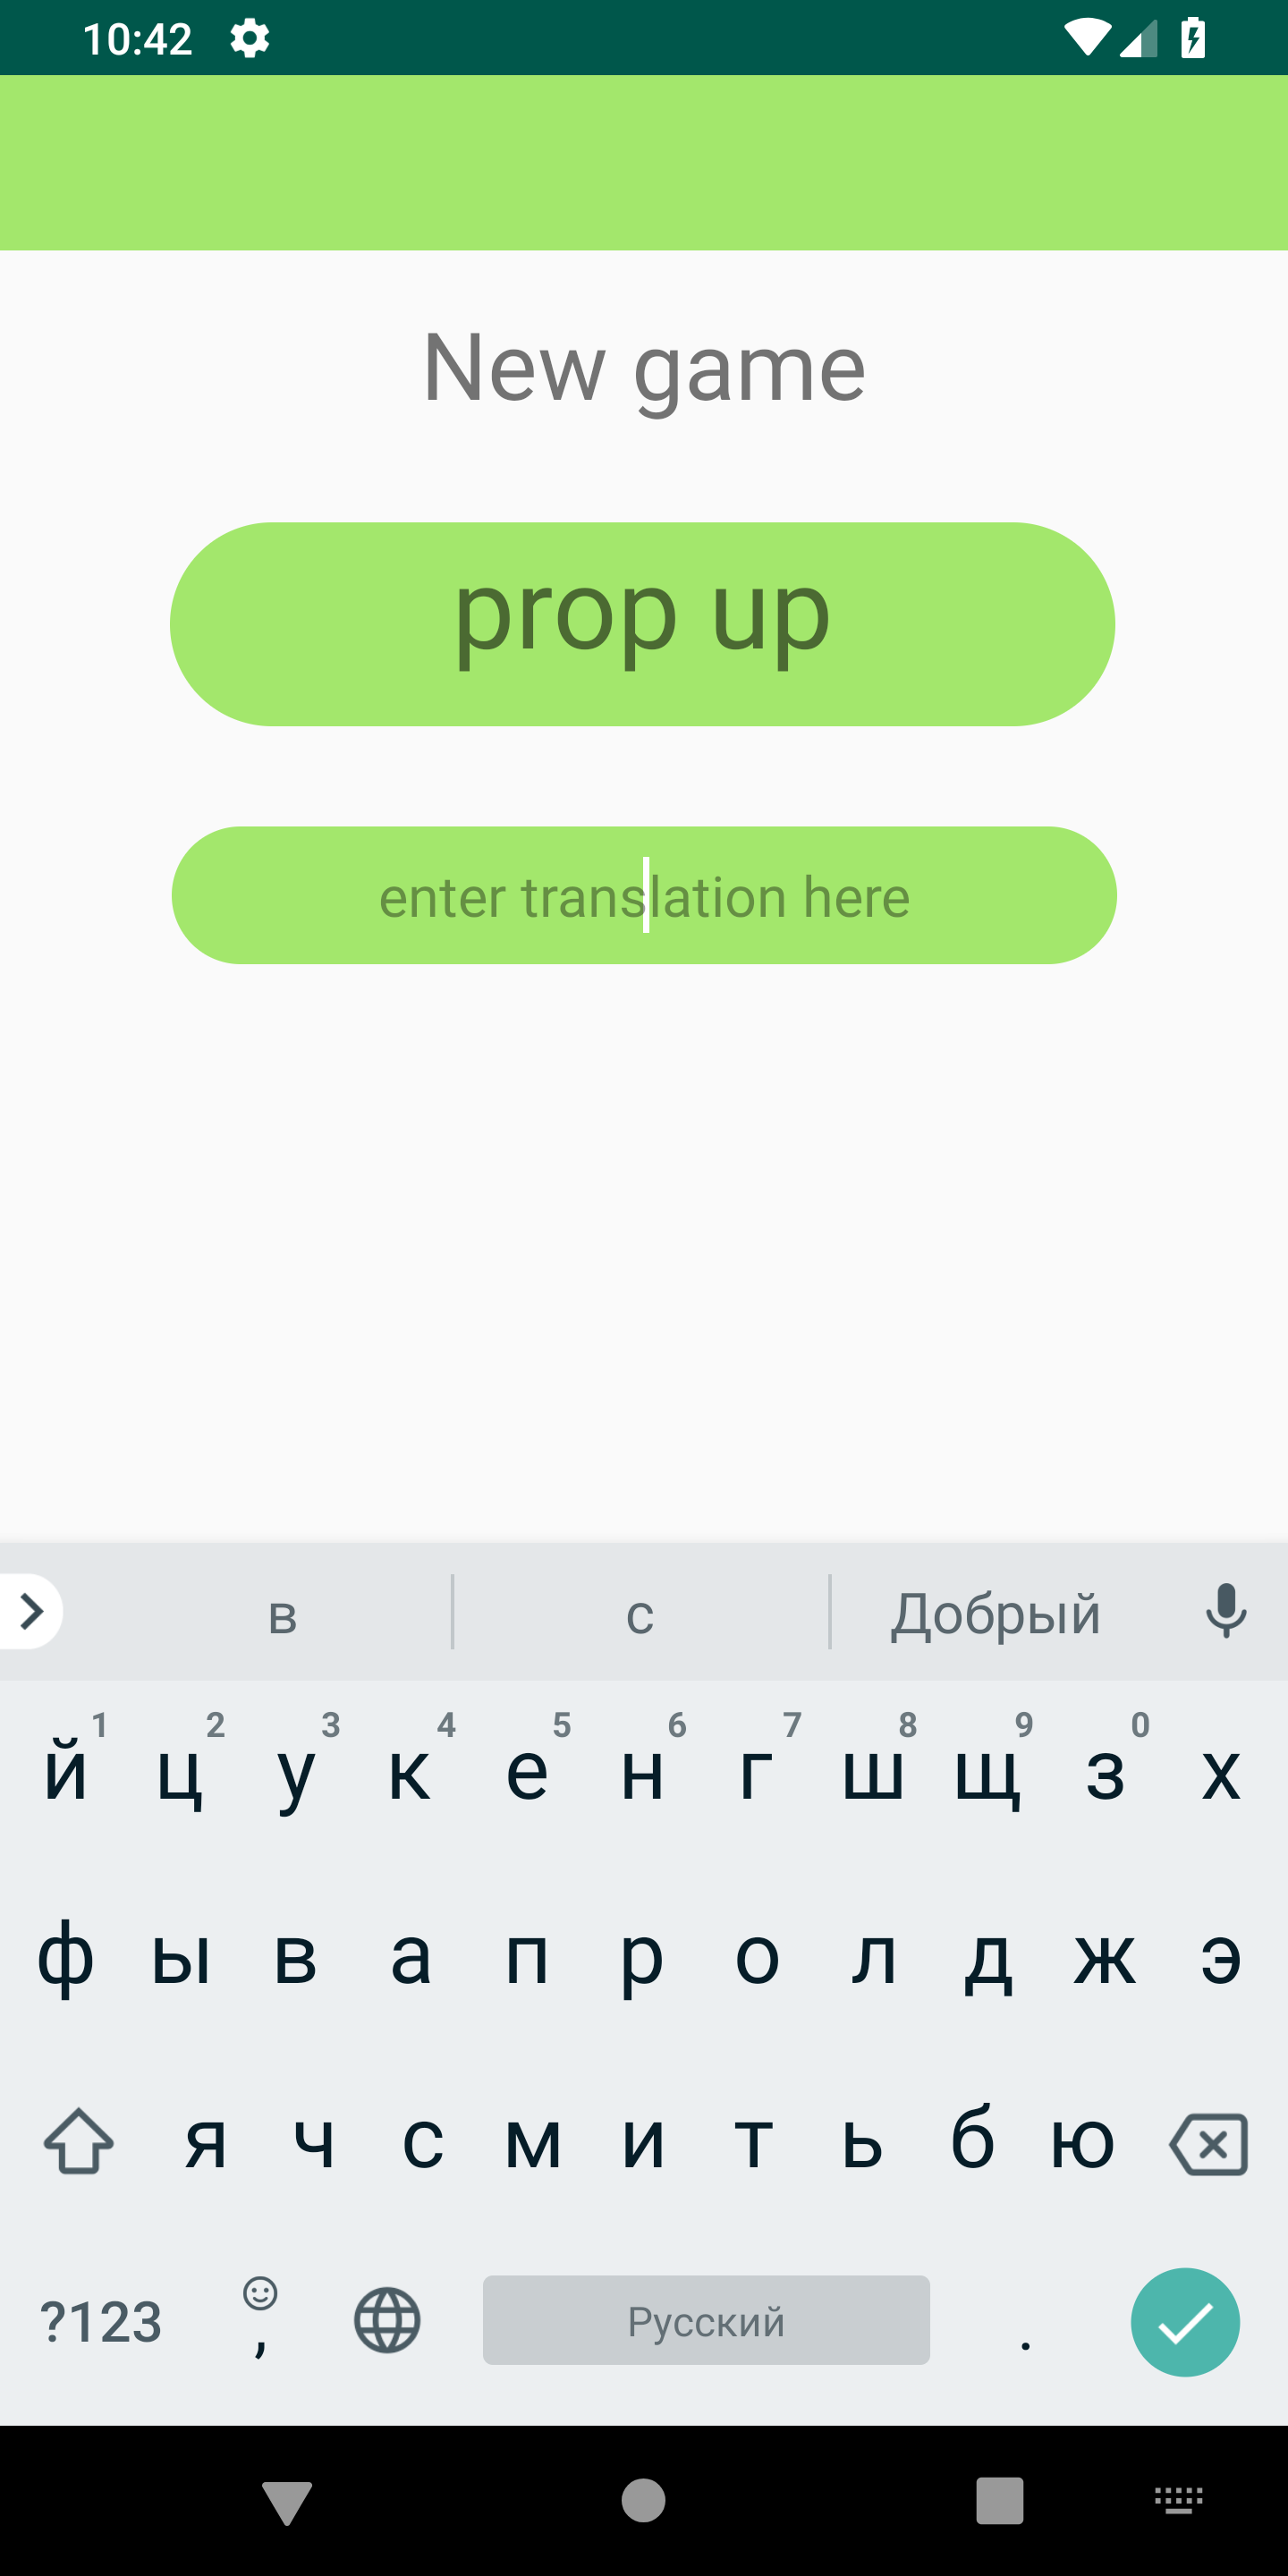 10:42
New game
prop up
enter translation here
в с Добрый
1 2 3 4 5 6 7 8 9 0
й ц у к е н г ш щ з х
ф ы в а п р о л д ж э
я ч с м и т ь б ю
?123 , Русский .